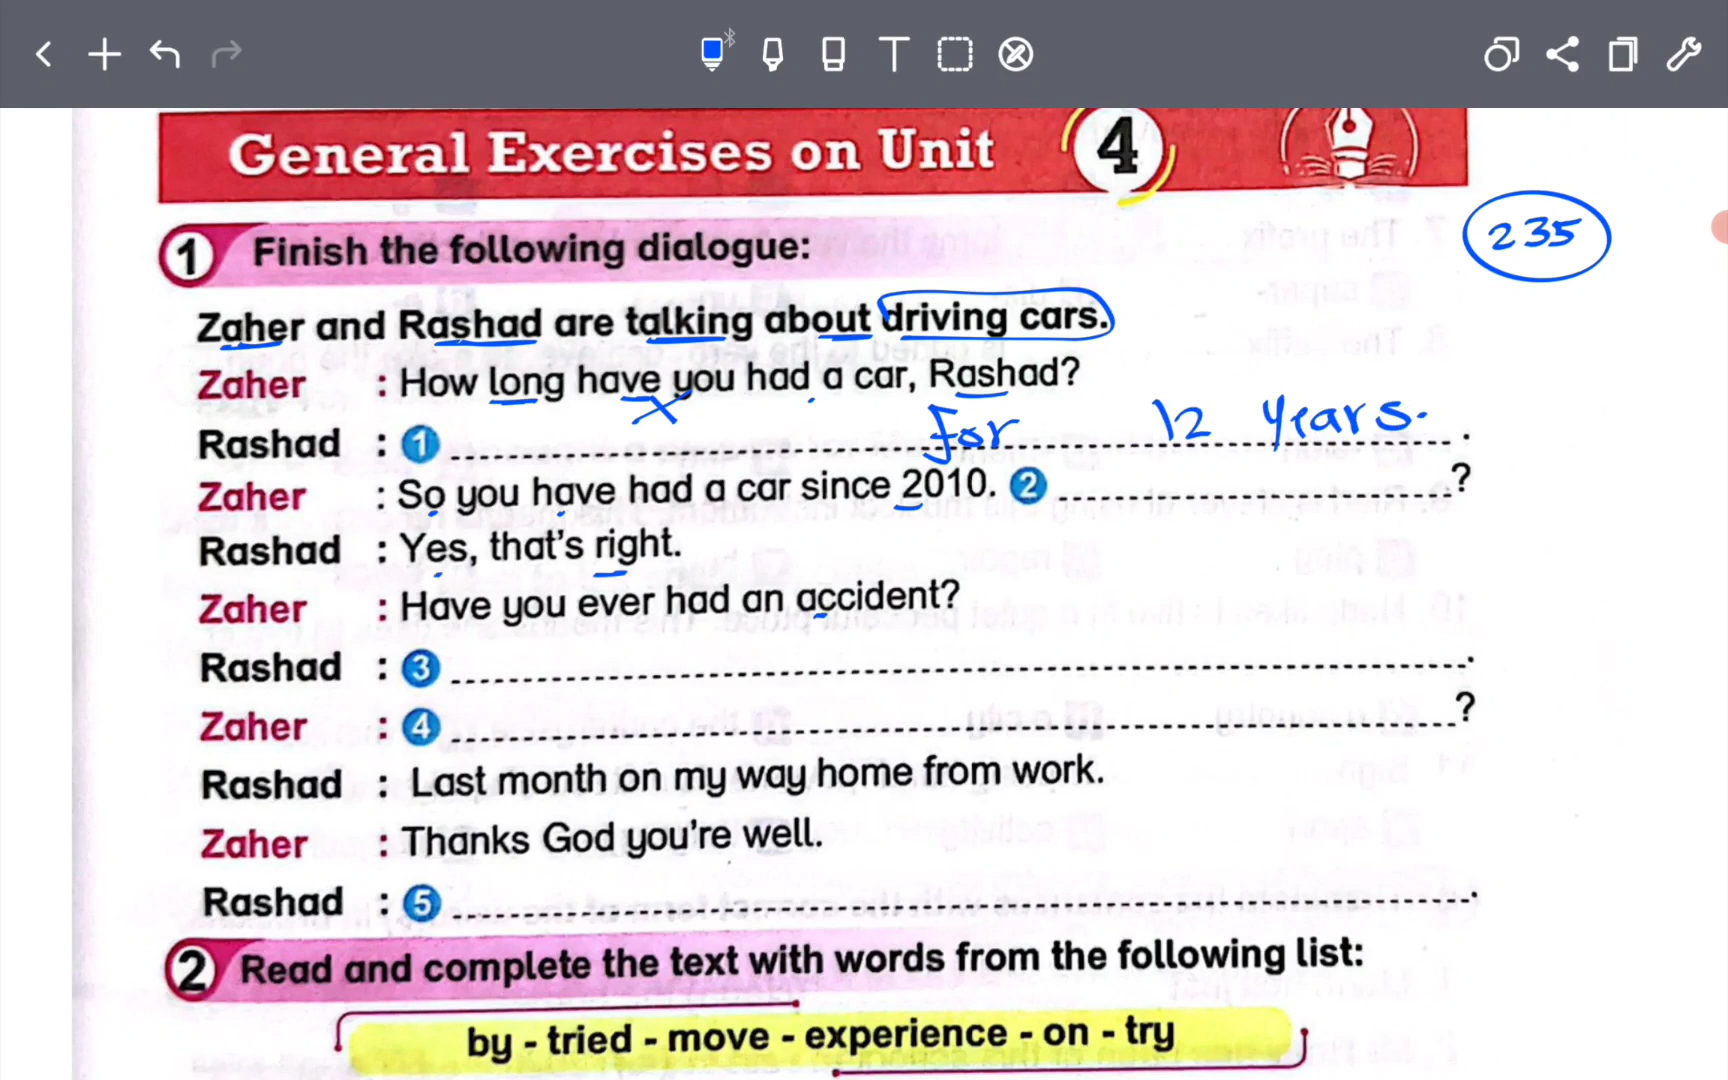 General Exercises on Unit 4
235
1 Finish the following dialogue:
Zaher and Rashad are talking about driving cars.
Zaher : How long have you had a car, Rashad?
Rashad : 1 for 12 years.
Zaher : So you have had a car since 2010. 2 ?
Rashad : Yes, that's right.
Zaher : Have you ever had an accident?
Rashad : 3 .
Zaher : 4 ?
Rashad : Last month on my way home from work.
Zaher : Thanks God you're well.
Rashad : 5 .
2 Read and complete the text with words from the following list:
by - tried - move - experience - on - try